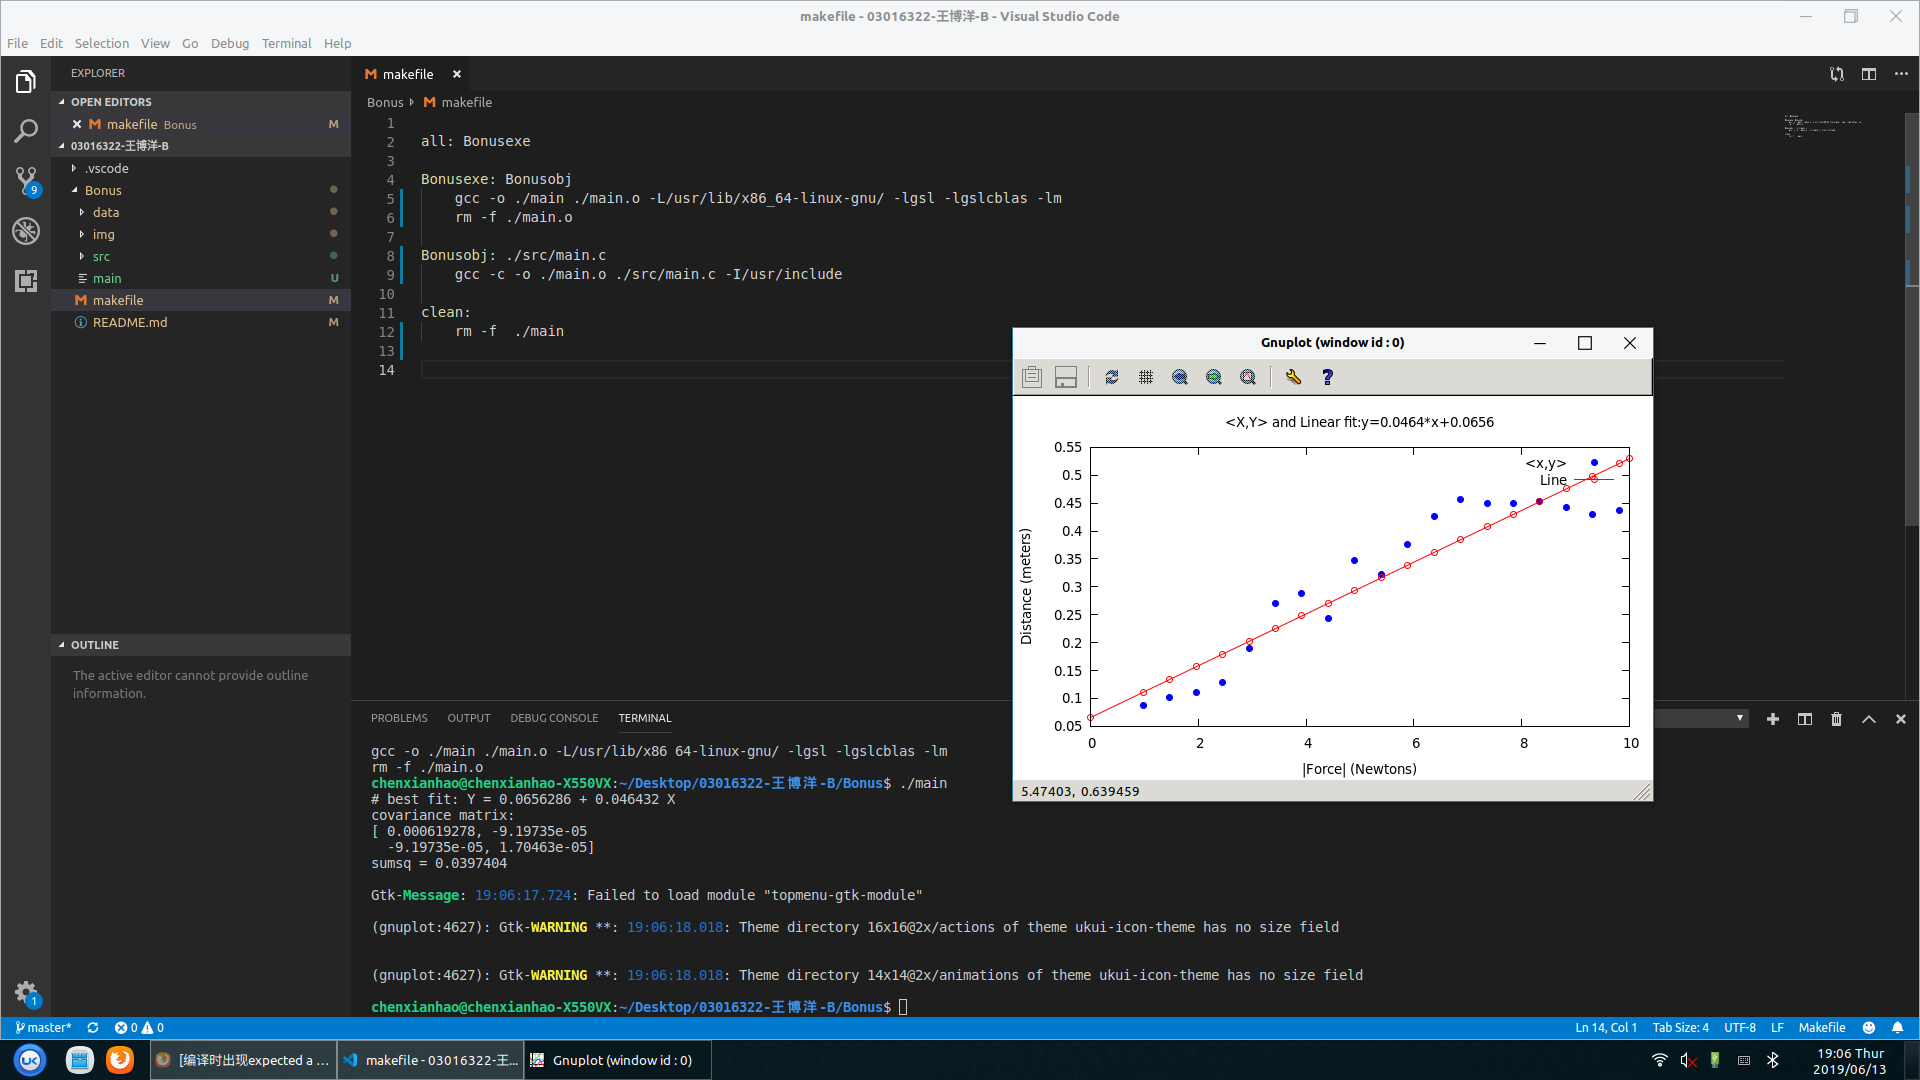 makefile - 03016322-王博洋-B - Visual Studio Code
File Edit Selection View Go Debug Terminal Help
EXPLORER
OPEN EDITORS
makefile Bonus M
03016322-王博洋-B
.vscode
Bonus
data
img
src
main U
makefile M
README.md M
OUTLINE
The active editor cannot provide outline
information.
9
1
makefile
Bonus makefile
1
2 all: Bonusexe
3
4 Bonusexe: Bonusobj
5 gcc -o ./main ./main.o -L/usr/lib/x86_64-linux-gnu/ -lgsl -lgslcblas -lm
6 rm -f ./main.o
7
8 Bonusobj: ./src/main.c
9 gcc -c -o ./main.o ./src/main.c -I/usr/include
10
11 clean:
12 rm -f  ./main
13
14
PROBLEMS OUTPUT DEBUG CONSOLE TERMINAL
gcc -o ./main ./main.o -L/usr/lib/x86 64-linux-gnu/ -lgsl -lgslcblas -lm
rm -f ./main.o
chenxianhao@chenxianhao-X550VX:~/Desktop/03016322-王博洋-B/Bonus$ ./main
# best fit: Y = 0.0656286 + 0.046432 X
covariance matrix:
[ 0.000619278, -9.19735e-05
-9.19735e-05, 1.70463e-05]
sumsq = 0.0397404
Gtk-Message: 19:06:17.724: Failed to load module "topmenu-gtk-module"
(gnuplot:4627): Gtk-WARNING **: 19:06:18.018: Theme directory 16x16@2x/actions of theme ukui-icon-theme has no size field
(gnuplot:4627): Gtk-WARNING **: 19:06:18.018: Theme directory 14x14@2x/animations of theme ukui-icon-theme has no size field
chenxianhao@chenxianhao-X550VX:~/Desktop/03016322-王博洋-B/Bonus$
Gnuplot (window id : 0)
<X,Y> and Linear fit:y=0.0464*x+0.0656
<x,y>
Line
0.55
0.5
0.45
0.4
0.35
0.3
0.25
0.2
0.15
0.1
0.05
Distance (meters)
0 2 4 6 8 10
|Force| (Newtons)
5.47403, 0.639459
master* 0 0 Ln 14, Col 1 Tab Size: 4 UTF-8 LF Makefile
UK [编译时出现expected a ... makefile - 03016322-王... Gnuplot (window id : 0)
19:06 Thur
2019/06/13